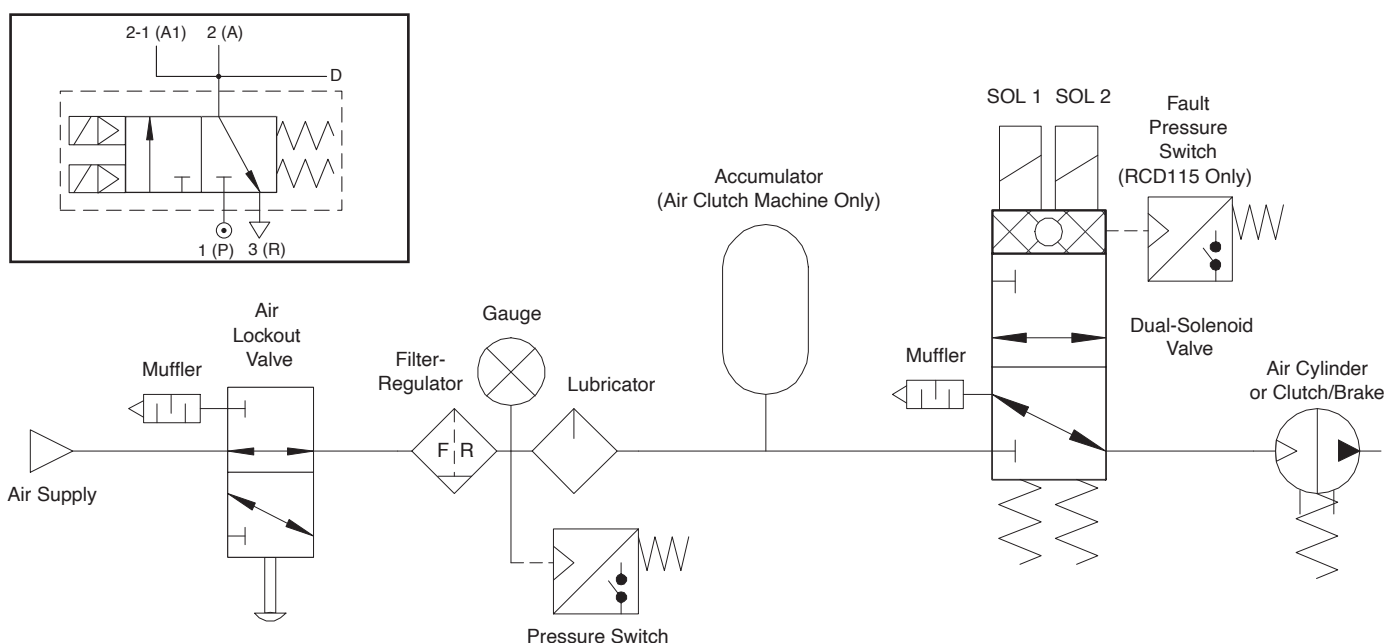 2-1 (A1)
2 (A)
D
1 (P)
3 (R)
SOL 1
SOL 2
Fault
Pressure
Switch
(RCD115 Only)
Accumulator
(Air Clutch Machine Only)
Air
Lockout
Valve
Gauge
Muffler
Filter-
Regulator
Lubricator
Muffler
Dual-Solenoid
Valve
Air Cylinder
or Clutch/Brake
F R
Air Supply
Pressure Switch